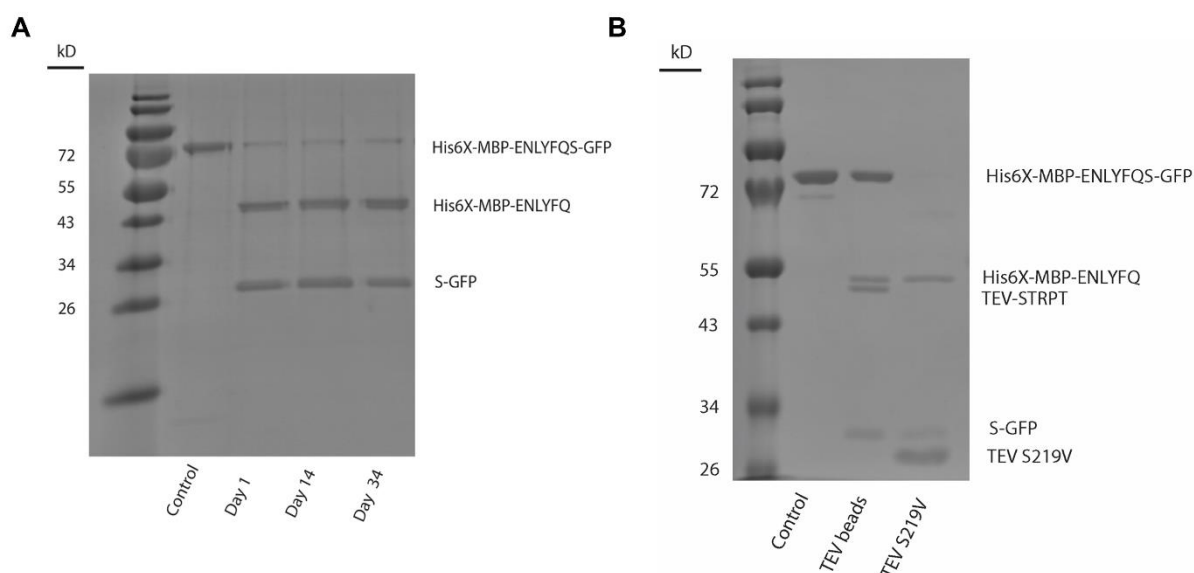 A
kD
72
55
43
34
26
His6X-MBP-ENLYFQS-GFP
His6X-MBP-ENLYFQ
S-GFP
Control
Day 1
Day 14
Day 34
B
kD
72
55
43
34
26
His6X-MBP-ENLYFQS-GFP
His6X-MBP-ENLYFQ
TEV-STRPT
S-GFP
TEV S219V
Control
TEV beads
TEV S219V